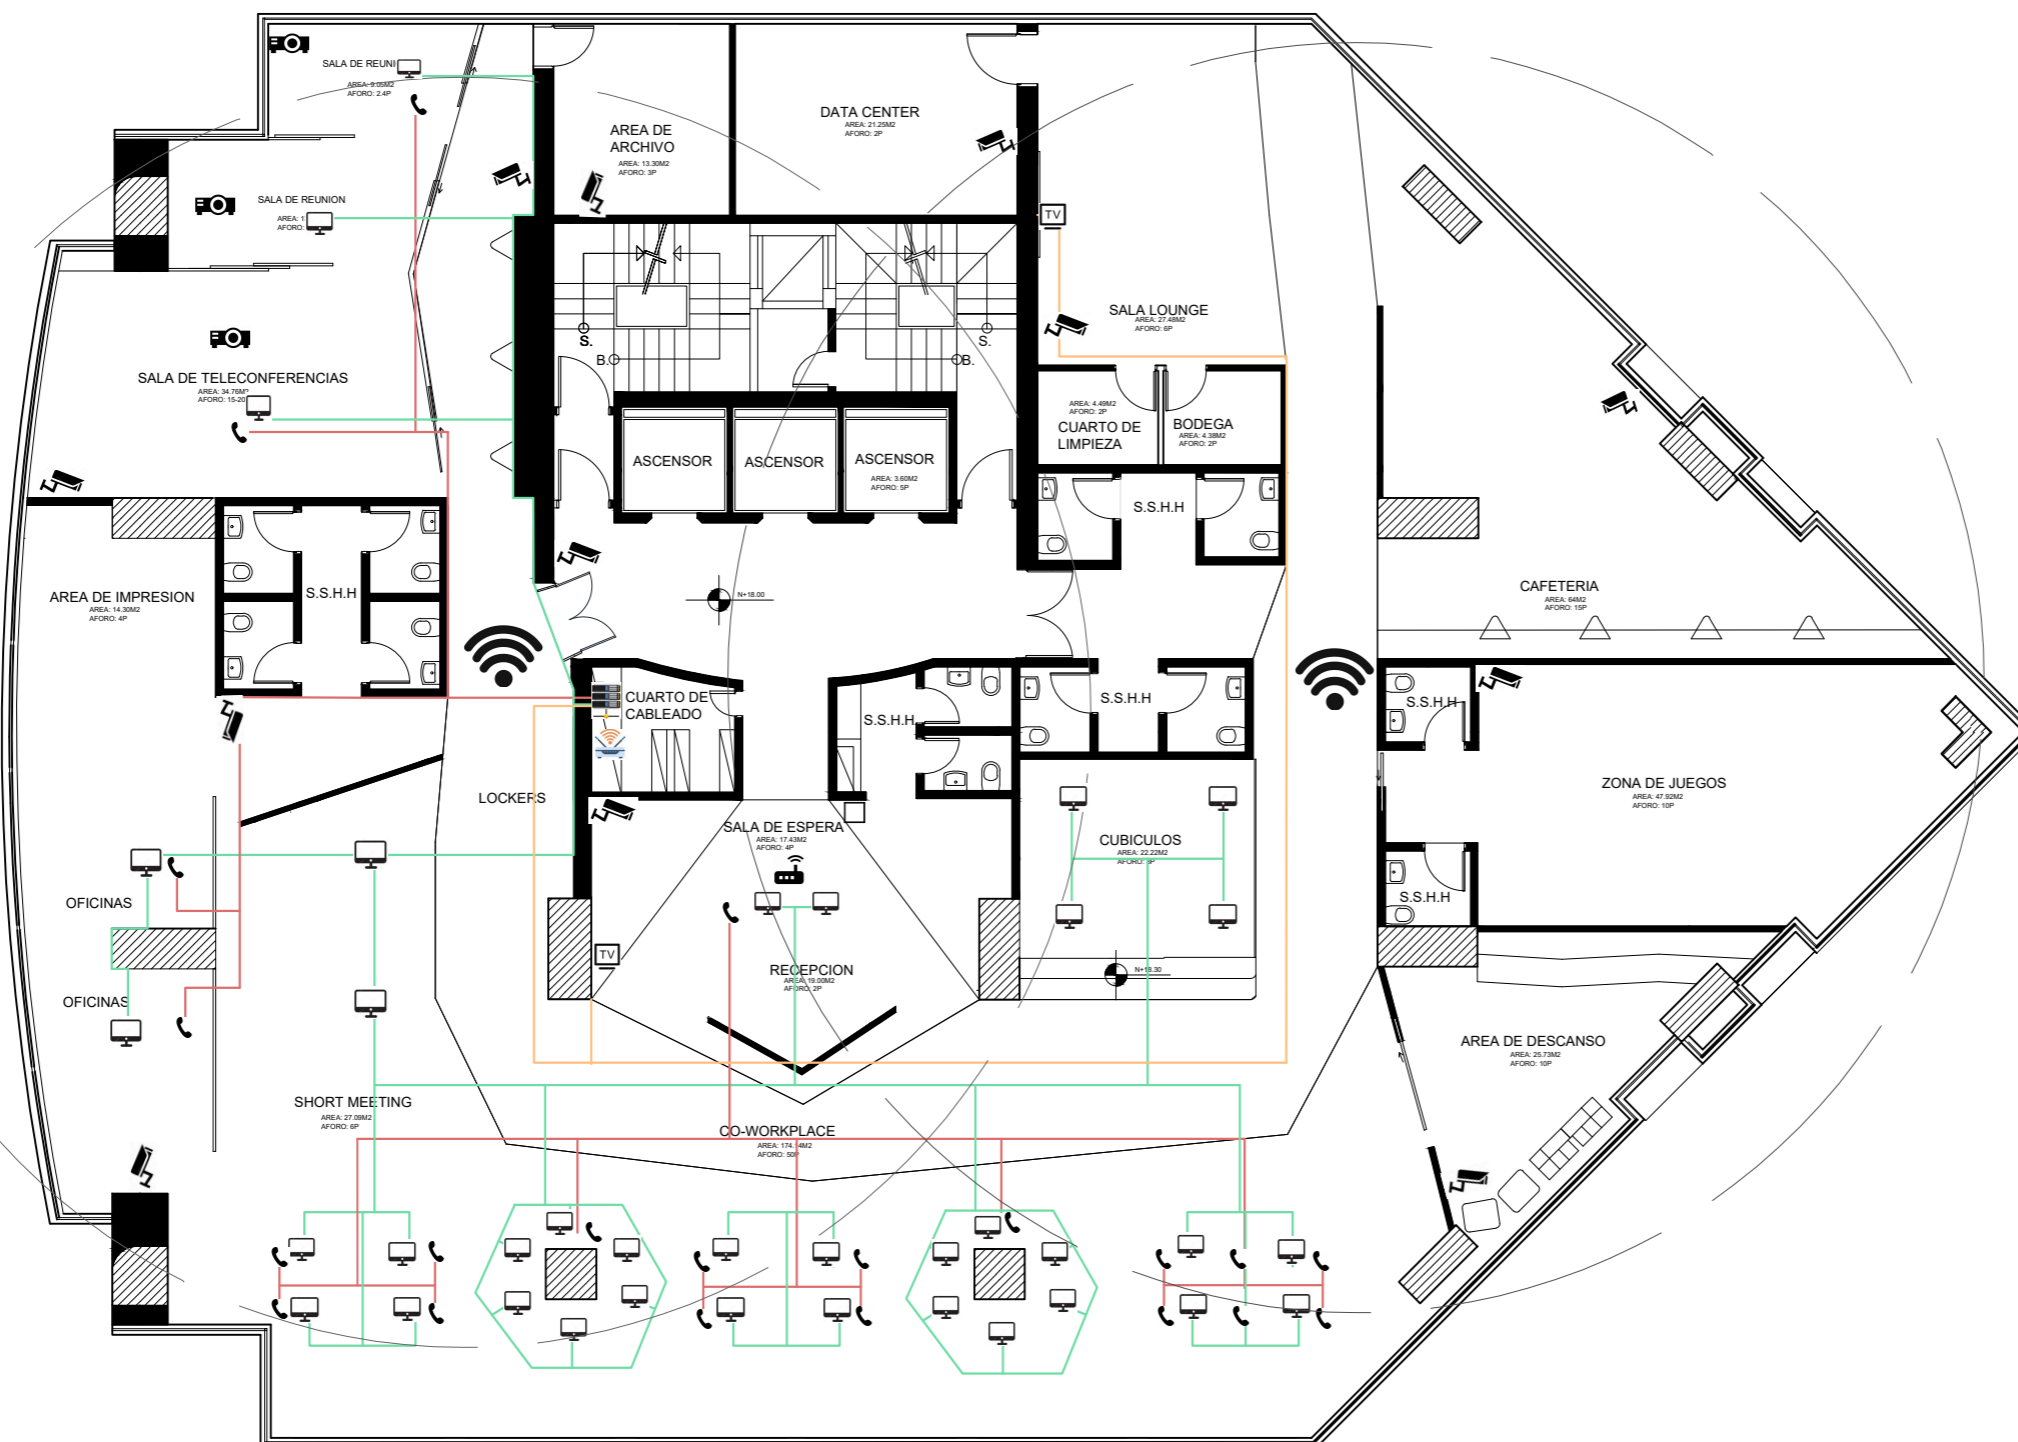 SALA DE REUNI
AREA: 9.05M2
AFORO: 2.4P
SALA DE REUNION
AREA: 1
AFORO:
AREA DE
ARCHIVO
AREA: 13.30M2
AFORO: 3P
DATA CENTER
AREA: 21.25M2
AFORO: 2P
TV
SALA LOUNGE
AREA: 27.48M2
AFORO: 6P
S.
B.
S.
B.
SALA DE TELECONFERENCIAS
AREA: 34.76M²
AFORO: 15-20
ASCENSOR
ASCENSOR
ASCENSOR
AREA: 3.60M2
AFORO: 5P
AREA: 4.49M2
AFORO: 2P
CUARTO DE
LIMPIEZA
BODEGA
AREA: 4.38M2
AFORO: 2P
S.S.H.H
AREA DE IMPRESION
AREA: 14.30M2
AFORO: 4P
S.S.H.H
N+18.00
CAFETERIA
AREA: 64M2
AFORO: 15P
CUARTO DE
CABLEADO
S.S.H.H
S.S.H.H
S.S.H.H
ZONA DE JUEGOS
AREA: 47.92M2
AFORO: 10P
LOCKERS
SALA DE ESPERA
AREA: 17.43M2
AFORO: 4P
CUBICULOS
AREA: 22.22M2
S.S.H.H
OFICINAS
TV
RECEPCION
AREA: 19.00M2
AFORO: 2P
OFICINAS
AREA DE DESCANSO
AREA: 25.73M2
AFORO: 10P
SHORT MEETING
AREA: 27.09M2
AFORO: 6P
CO-WORKPLACE
AFORO: 50P